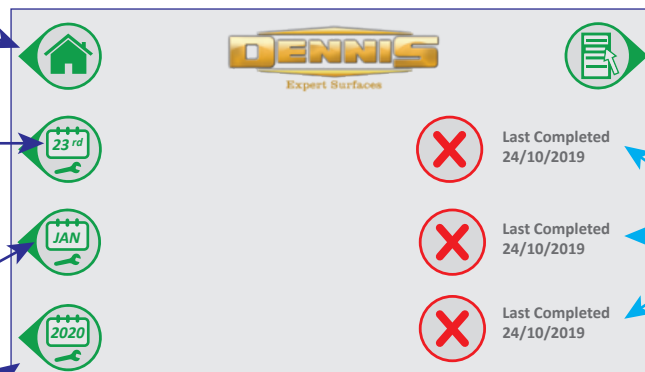 DENNIS
Expert Surfaces
23rd
Last Completed
24/10/2019
JAN
Last Completed
24/10/2019
2020
Last Completed
24/10/2019